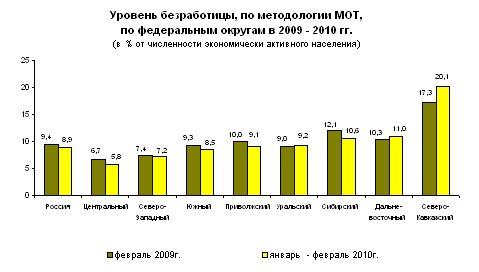 Уровень безработицы, по методологии МОТ,
по федеральным округам в 2009 - 2010 гг.
(в % от численности экономически активного населения)
25
20
15
10
5
0
9,4 8,9
6,7 5,8
7,4 7,2
9,3 8,5
10,0 9,1
9,0 9,2
12,1 10,6
10,3 11,0
17,3 20,1
Россия
Центральный
Северо-
Западный
Южный
Приволжский
Уральский
Сибирский
Дальне-
восточный
Северо-
Кавказский
февраль 2009г.
январь - февраль 2010г.